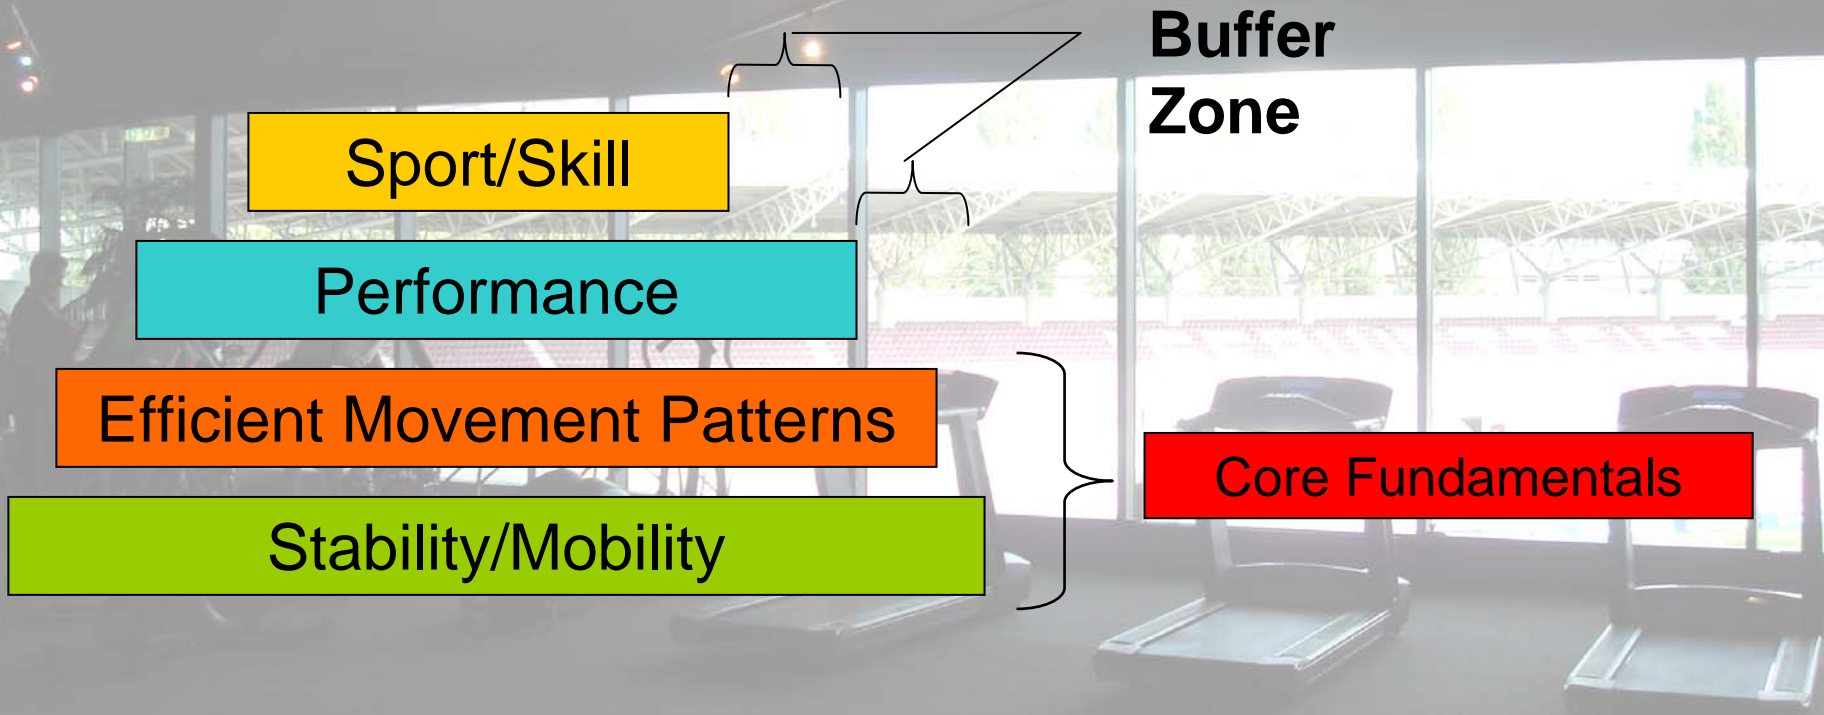 Buffer
Zone
Sport/Skill
Performance
Efficient Movement Patterns
Core Fundamentals
Stability/Mobility